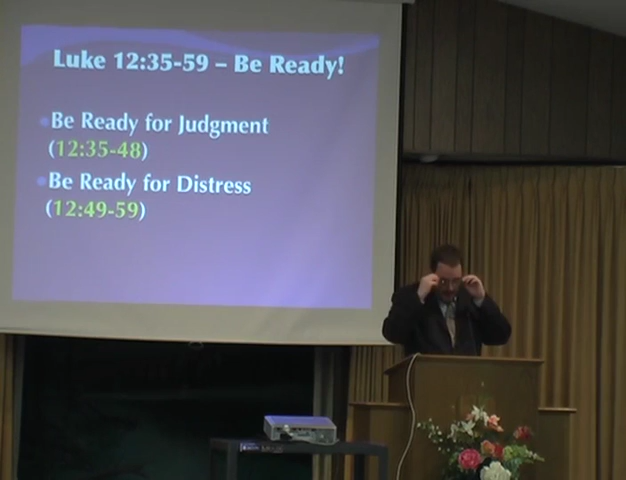 Luke 12:35-59 – Be Ready!
Be Ready for Judgment
(12:35-48)
Be Ready for Distress
(12:49-59)